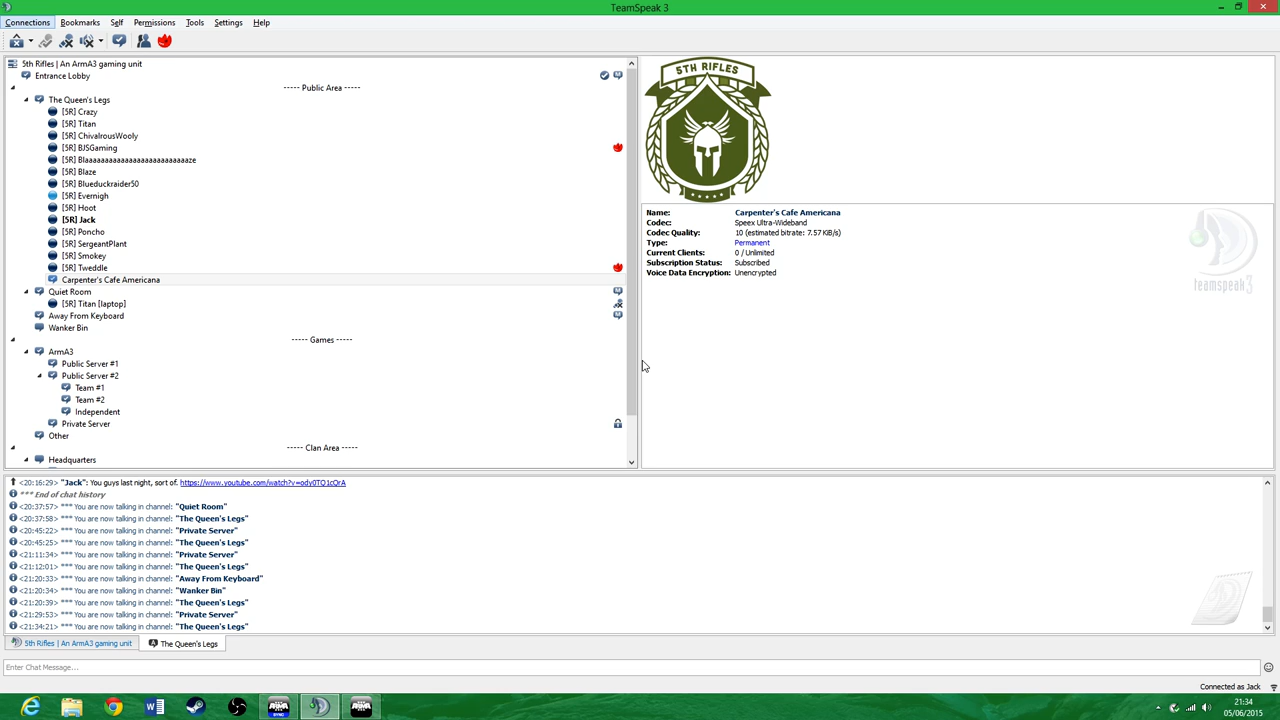 TeamSpeak 3
Connections Bookmarks Self Permissions Tools Settings Help
5th Rifles | An ArmA3 gaming unit
Entrance Lobby
----- Public Area -----
The Queen's Legs
[5R] Crazy
[5R] Titan
[5R] ChivalrousWooly
[5R] BJSGaming
[5R] Blaaaaaaaaaaaaaaaaaaaaaaaaaze
[5R] Blaze
[5R] Blueduckraider50
[5R] Evernigh
[5R] Hoot
[5R] Jack
[5R] Poncho
[5R] SergeantPlant
[5R] Smokey
[5R] Tweddle
Carpenter's Cafe Americana
Quiet Room
[5R] Titan [laptop]
Away From Keyboard
Wanker Bin
----- Games -----
ArmA3
Public Server #1
Public Server #2
Team #1
Team #2
Independent
Private Server
Other
----- Clan Area -----
Headquarters
5TH RIFLES
Name: Carpenter's Cafe Americana
Codec: Speex Ultra-Wideband
Codec Quality: 10 (estimated bitrate: 7.57 KiB/s)
Type: Permanent
Current Clients: 0 / Unlimited
Subscription Status: Subscribed
Voice Data Encryption: Unencrypted
teamspeak3
<20:16:29> "Jack": You guys last night, sort of. https://www.youtube.com/watch?v=ody0TQ1cQrA
*** End of chat history
<20:37:57> *** You are now talking in channel: "Quiet Room"
<20:37:58> *** You are now talking in channel: "The Queen's Legs"
<20:45:22> *** You are now talking in channel: "Private Server"
<20:45:25> *** You are now talking in channel: "The Queen's Legs"
<21:11:34> *** You are now talking in channel: "Private Server"
<21:12:01> *** You are now talking in channel: "The Queen's Legs"
<21:20:33> *** You are now talking in channel: "Away From Keyboard"
<21:20:34> *** You are now talking in channel: "Wanker Bin"
<21:20:39> *** You are now talking in channel: "The Queen's Legs"
<21:29:53> *** You are now talking in channel: "Private Server"
<21:34:21> *** You are now talking in channel: "The Queen's Legs"
5th Rifles | An ArmA3 gaming unit The Queen's Legs
Enter Chat Message...
Connected as Jack
21:34
05/06/2015